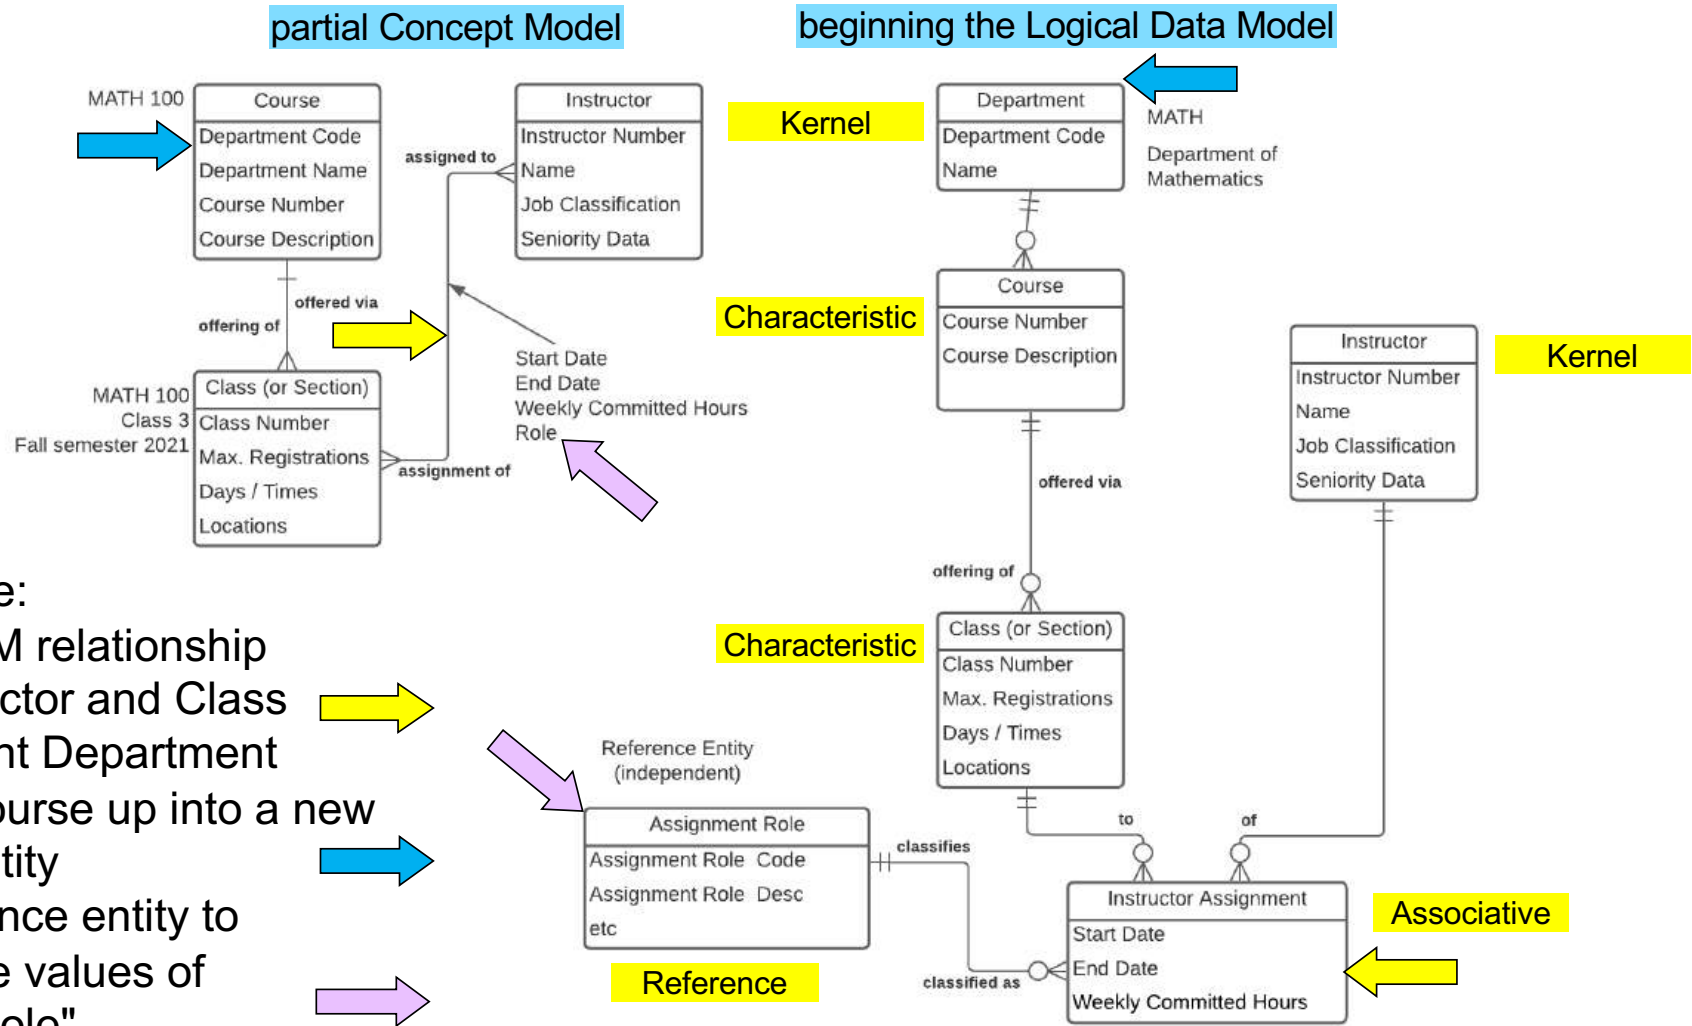 partial Concept Model
beginning the Logical Data Model
MATH 100
Course
Department Code
Department Name
Course Number
Course Description
Instructor
Instructor Number
Name
Job Classification
Seniority Data
assigned to
offered via
offering of
Start Date
End Date
Weekly Committed Hours
Role
MATH 100
Class 3
Fall semester 2021
Class (or Section)
Class Number
Max. Registrations
Days / Times
Locations
assignment of
Kernel
Department
Department Code
Name
MATH
Department of
Mathematics
Characteristic
Course
Course Number
Course Description
Instructor
Instructor Number
Name
Job Classification
Seniority Data
Kernel
offered via
offering of
Characteristic
Class (or Section)
Class Number
Max. Registrations
Days / Times
Locations
to
of
Reference Entity
(independent)
Assignment Role
Assignment Role Code
Assignment Role Desc
etc
Reference
classifies
classified as
Instructor Assignment
Start Date
End Date
Weekly Committed Hours
Associative
e:
M relationship
ctor and Class
nt Department
ourse up into a new
tity
nce entity to
e values of
ole"